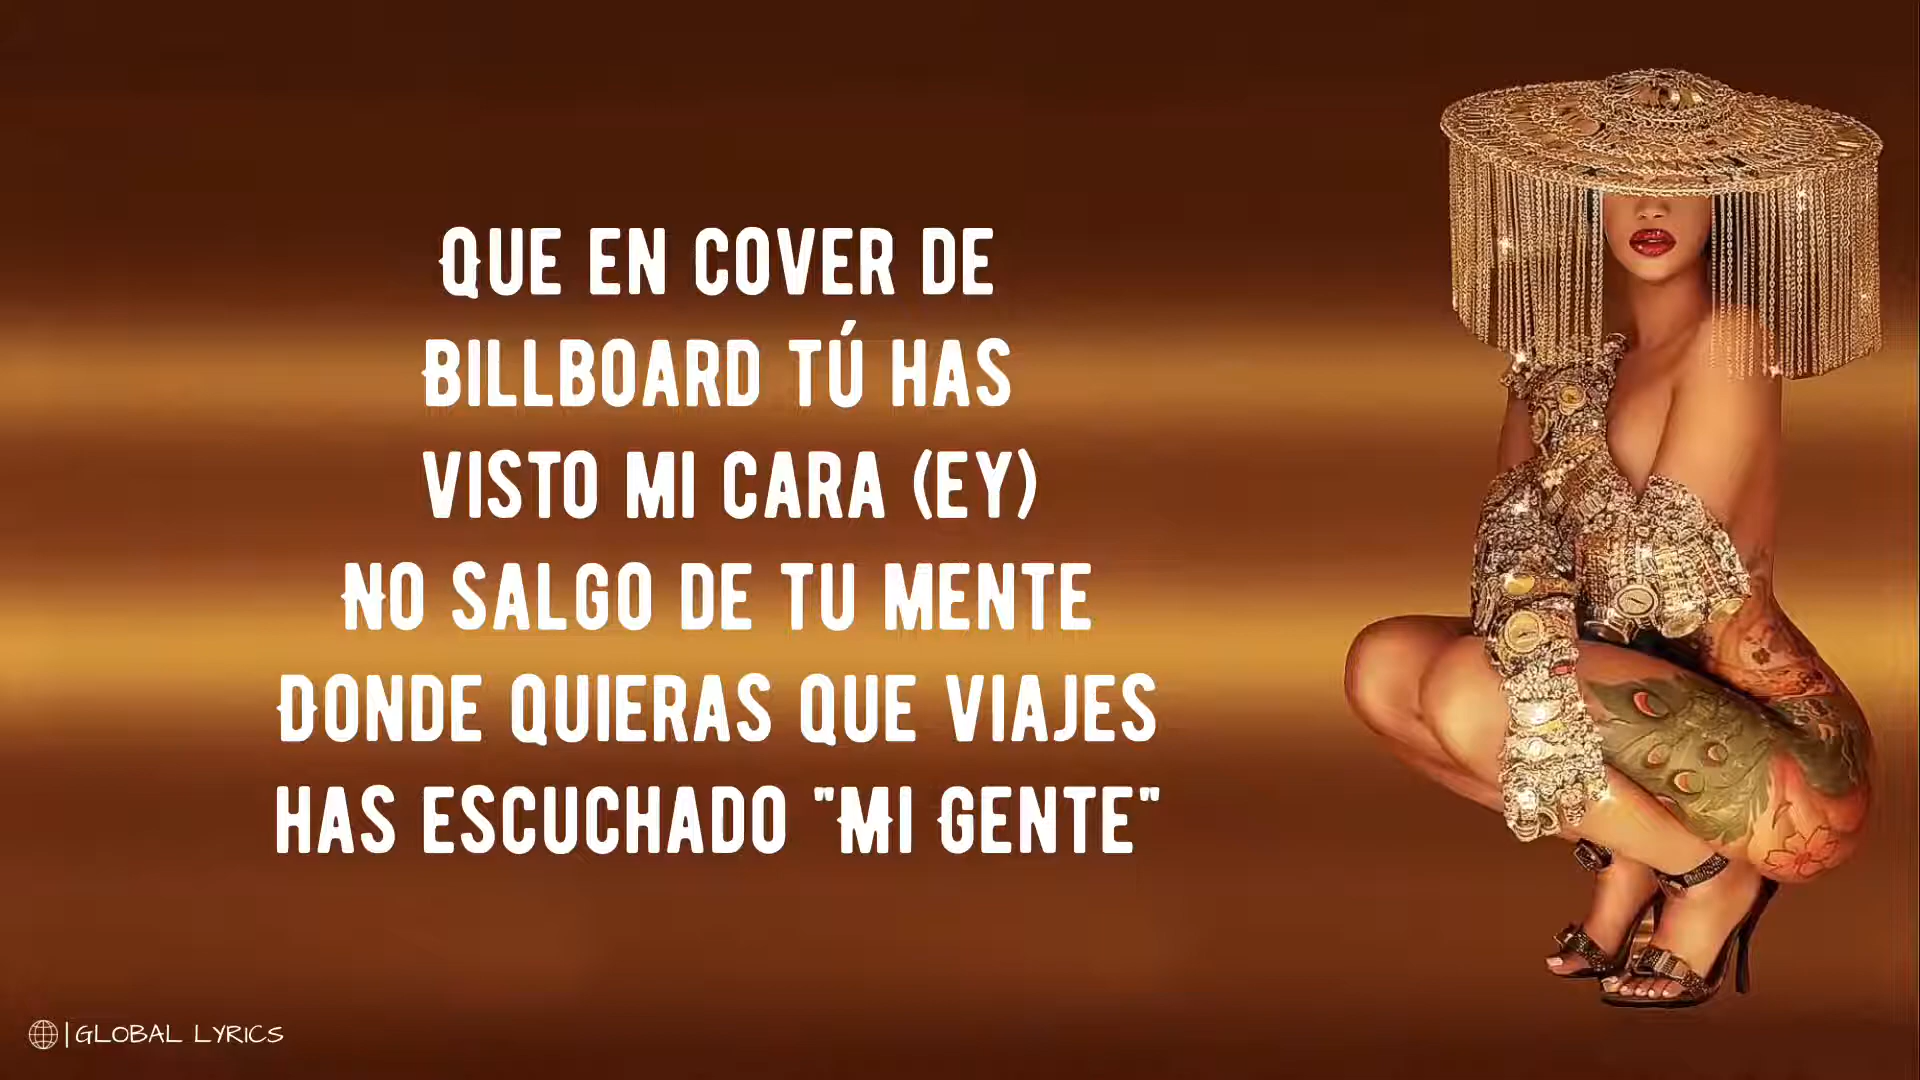 Que en cover de
Billboard tú has
visto mi cara (ey)
No salgo de tu mente
Donde quieras que viajes
has escuchado "Mi Gente"
|GLOBAL LYRICS